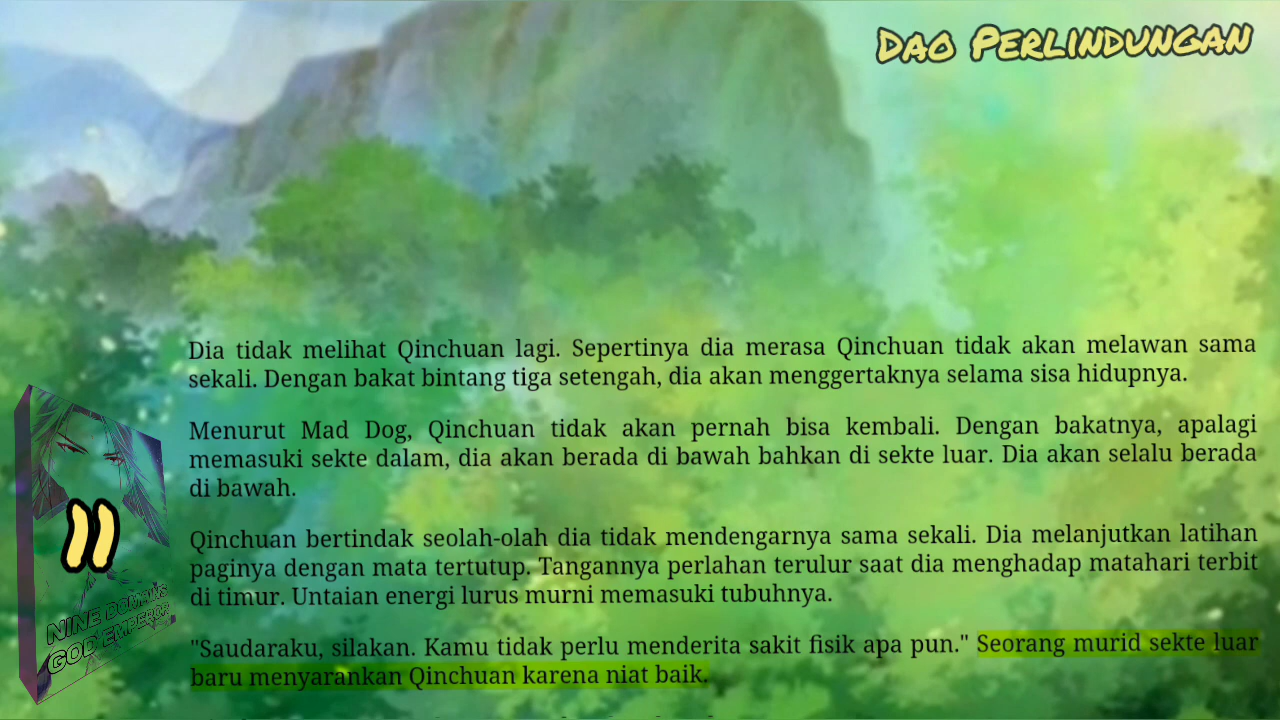 Dao Perlindungan
Dia tidak melihat Qinchuan lagi. Sepertinya dia merasa Qinchuan tidak akan melawan sama
sekali. Dengan bakat bintang tiga setengah, dia akan menggertaknya selama sisa hidupnya.
Menurut Mad Dog, Qinchuan tidak akan pernah bisa kembali. Dengan bakatnya, apalagi
memasuki sekte dalam, dia akan berada di bawah bahkan di sekte luar. Dia akan selalu berada
di bawah.
Qinchuan bertindak seolah-olah dia tidak mendengarnya sama sekali. Dia melanjutkan latihan
paginya dengan mata tertutup. Tangannya perlahan terulur saat dia menghadap matahari terbit
di timur. Untaian energi lurus murni memasuki tubuhnya.
"Saudaraku, silakan. Kamu tidak perlu menderita sakit fisik apa pun." Seorang murid sekte luar
baru menyarankan Qinchuan karena niat baik.
11
NINE DOMAINS
GOD EMPEROR